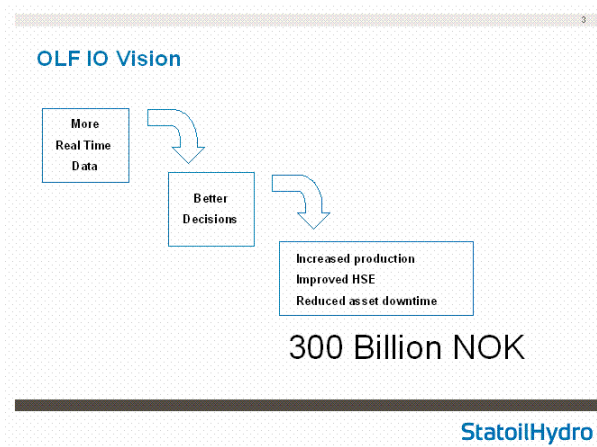 3
OLF IO Vision
More
Real Time
Data
Better
Decisions
Increased production
Improved HSE
Reduced asset downtime
300 Billion NOK
StatoilHydro